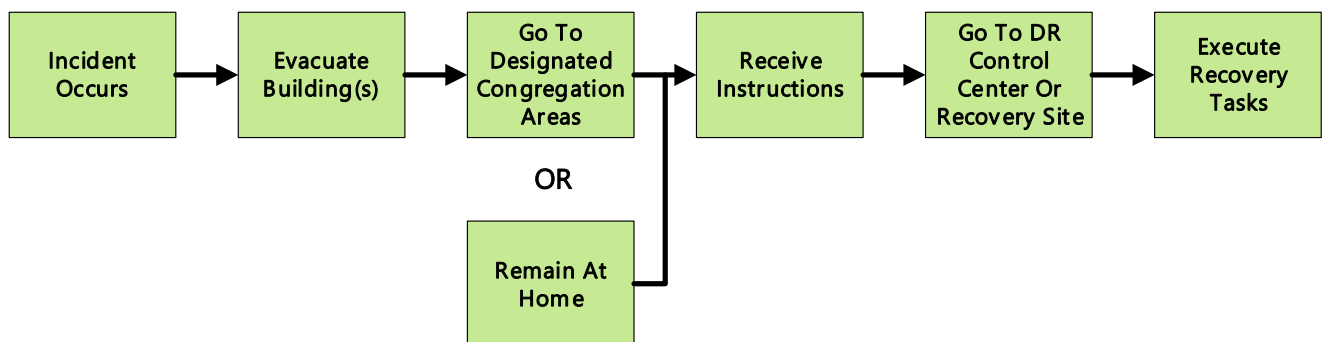 Incident
Occurs
Evacuate
Building(s)
Go To
Designated
Congregation
Areas
Receive
Instructions
Go To DR
Control
Center Or
Recovery Site
Execute
Recovery
Tasks
OR
Remain At
Home